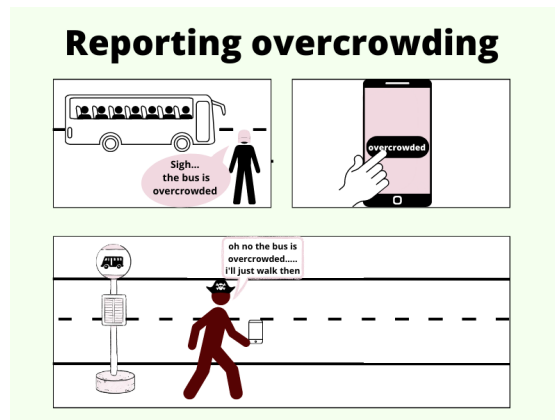 Reporting overcrowding
Sigh...
the bus is
overcrowded
overcrowded
oh no the bus is
overcrowded.....
i'll just walk then